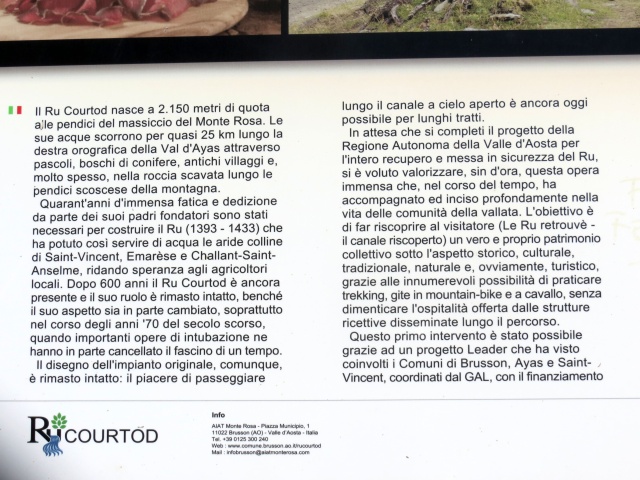 Il Ru Courtod nasce a 2.150 metri di quota
alle pendici del massiccio del Monte Rosa. Le
sue acque scorrono per quasi 25 km lungo la
destra orografica della Val d'Ayas attraverso
pascoli, boschi di conifere, antichi villaggi e,
molto spesso, nella roccia scavata lungo le
pendici scoscese della montagna.
Quarant'anni d'immensa fatica e dedizione
da parte dei suoi padri fondatori sono stati
necessari per costruire il Ru (1393 - 1433) che
ha potuto così servire di acqua le aride colline
di Saint-Vincent, Emarèse e Challant-Saint-
Anselme, ridando speranza agli agricoltori
locali. Dopo 600 anni il Ru Courtod è ancora
presente e il suo ruolo è rimasto intatto, benché
il suo aspetto sia in parte cambiato, soprattutto
nel corso degli anni '70 del secolo scorso,
quando importanti opere di intubazione ne
hanno in parte cancellato il fascino di un tempo.
Il disegno dell'impianto originale, comunque,
è rimasto intatto: il piacere di passeggiare
lungo il canale a cielo aperto è ancora oggi
possibile per lunghi tratti.
In attesa che si completi il progetto della
Regione Autonoma della Valle d'Aosta per
l'intero recupero e messa in sicurezza del Ru,
si è voluto valorizzare, sin d'ora, questa opera
immensa che, nel corso del tempo, ha
accompagnato ed inciso profondamente nella
vita delle comunità della vallata. L'obiettivo è
di far riscoprire al visitatore (Le Ru retrouvè -
il canale riscoperto) un vero e proprio patrimonio
collettivo sotto l'aspetto storico, culturale,
tradizionale, naturale e, ovviamente, turistico,
grazie alle innumerevoli possibilità di praticare
trekking, gite in mountain-bike e a cavallo, senza
dimenticare l'ospitalità offerta dalle strutture
ricettive disseminate lungo il percorso.
Questo primo intervento è stato possibile
grazie ad un progetto Leader che ha visto
coinvolti i Comuni di Brusson, Ayas e Saint-
Vincent, coordinati dal GAL, con il finanziamento
Ru COURTOD
Info
AIAT Monte Rosa - Piazza Municipio, 1
11022 Brusson (AO) - Valle d'Aosta - Italia
Tel. +39 0125 300 240
Web : www.comune.brusson.ao.it/rucourtod
Mail : infobrusson@aiatmonterosa.com